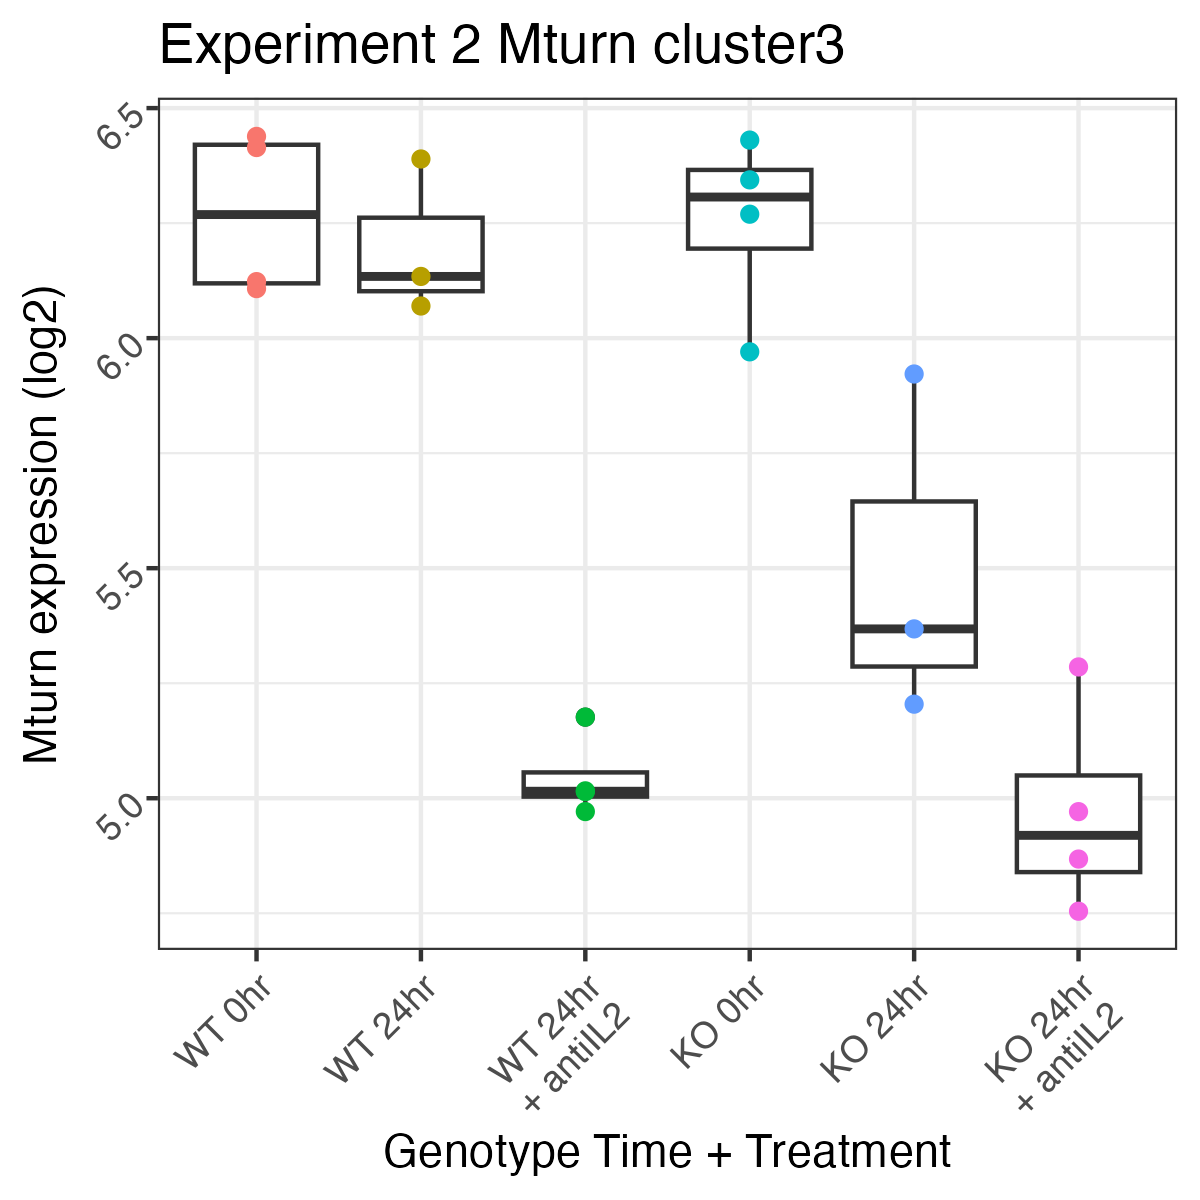 Experiment 2 Mturn cluster3
Mturn expression (log2)
6.5
6.0
5.5
5.0
WT 0hr
WT 24hr
WT 24hr
+ antiIL2
KO 0hr
KO 24hr
KO 24hr
+ antiIL2
Genotype Time + Treatment